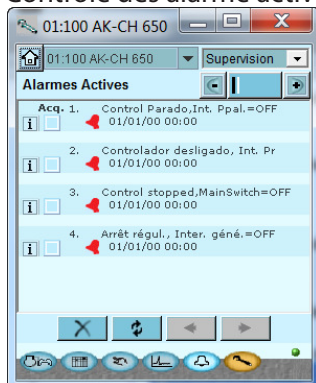 Contrôle des alarme activ
01:100 AK-CH 650
01:100 AK-CH 650 Supervision
Alarmes Actives
Acq. 1. Control Parado,Int. Ppal.=OFF
01/01/00 00:00
2. Controlador desligado, Int. Pr
01/01/00 00:00
3. Control stopped,MainSwitch=OFF
01/01/00 00:00
4. Arrêt régul., Inter. géné.=OFF
01/01/00 00:00